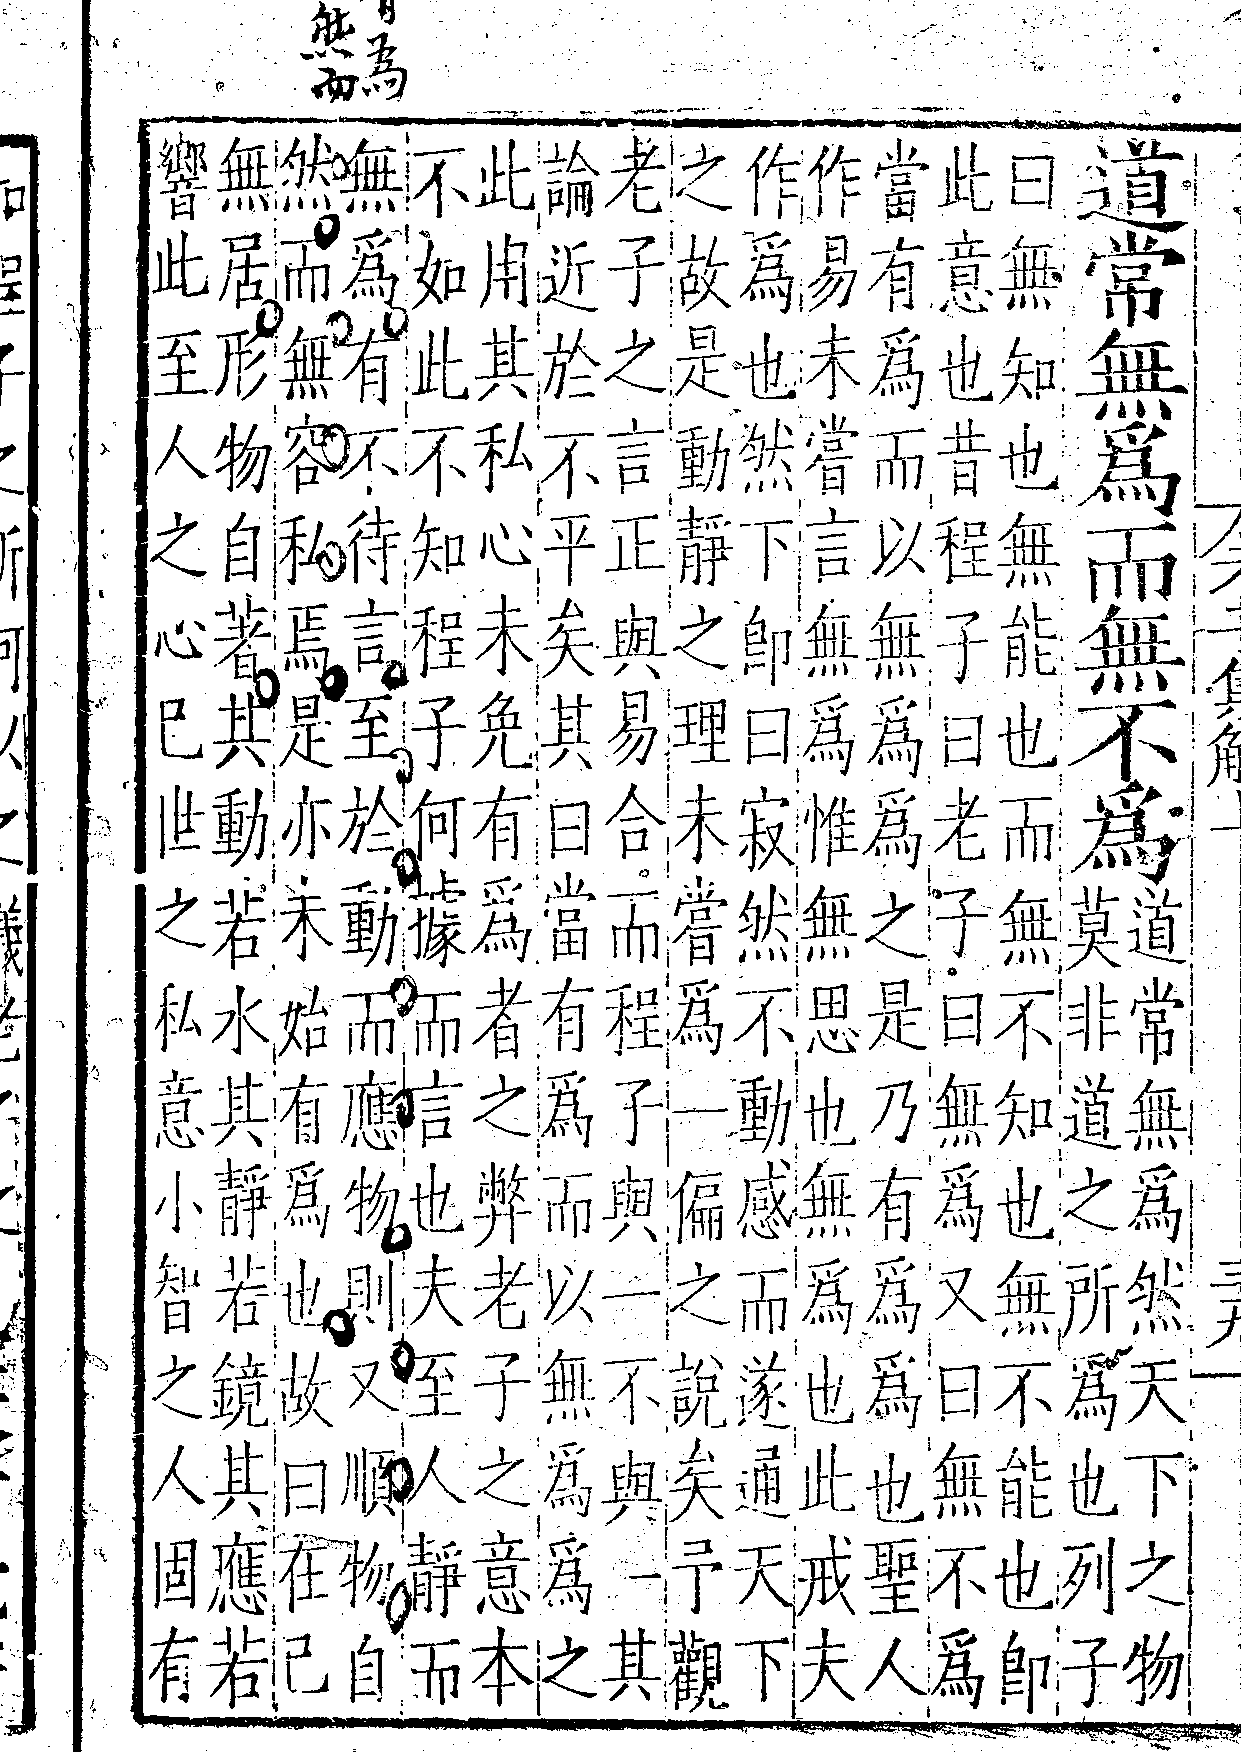 道常無爲而無不爲
道常無爲然天下之物
莫非道之所爲也列子
曰無知也無能也而無不知也無不能也卽
此意也昔程子曰老子曰無爲又曰無不爲
當有爲而以無爲爲之是乃有爲爲也聖人
作易未嘗言無爲惟無思也無爲也此戒夫
作爲也然下卽曰寂然不動感而遂通天下
之故是動靜之理未嘗爲一偏之說矣予觀
老子之言正與易合而程子與一不與一其
論近於不平矣其曰當有爲而以無爲爲之
此用其私心未免有爲者之弊老子之意本
不如此不知程子何據而言也夫至人靜而
無爲有不待言至於動而應物則又順物自
然而無容私焉是亦未始有爲也故曰在己
無居形物自著其動若水其靜若鏡其應若
響此至人之心已世之私意小智之人固有
爲
然而
集解
三九